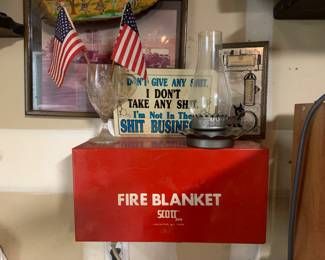 DON'T GIVE ANY SHIT.
I DON'T
TAKE ANY SHIT.
I'm Not In The
SHIT BUSINESS
FIRE BLANKET
SCOTT